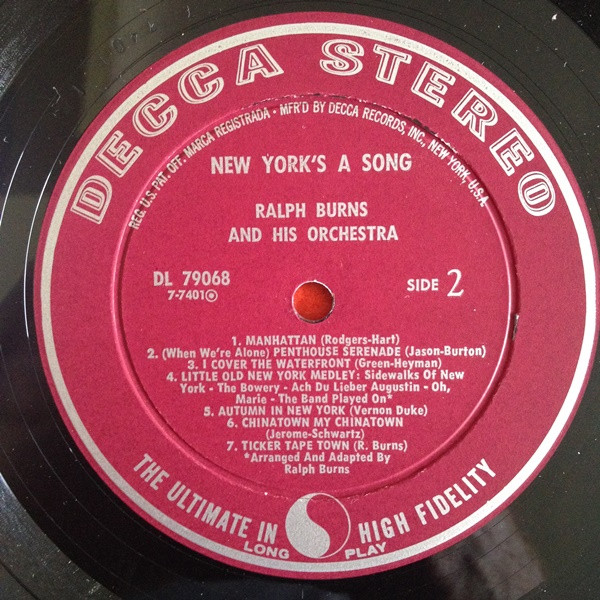 DECCA STEREO
REG. U.S. PAT. OFF. MARCA REGISTRADA • MFR'D BY DECCA RECORDS, INC., NEW YORK, U.S.A.
NEW YORK'S A SONG
RALPH BURNS
AND HIS ORCHESTRA
DL 79068
7-7401
SIDE 2
1. MANHATTAN (Rodgers-Hart)
2. (When We're Alone) PENTHOUSE SERENADE (Jason-Burton)
3. I COVER THE WATERFRONT (Green-Heyman)
4. LITTLE OLD NEW YORK MEDLEY: Sidewalks Of New
York - The Bowery - Ach Du Lieber Augustin - Oh,
Marie - The Band Played On*
5. AUTUMN IN NEW YORK (Vernon Duke)
6. CHINATOWN MY CHINATOWN
(Jerome-Schwartz)
7. TICKER TAPE TOWN (R. Burns)
*Arranged And Adapted By
Ralph Burns
THE ULTIMATE IN HIGH FIDELITY
LONG PLAY